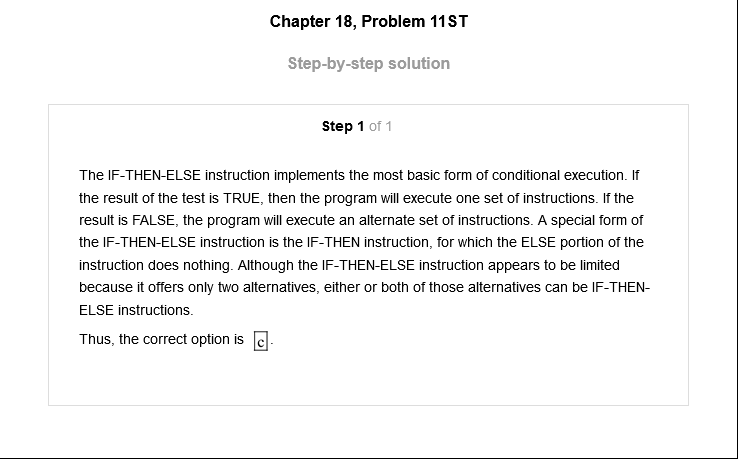 Chapter 18, Problem 11ST
Step-by-step solution
Step 1 of 1
The IF-THEN-ELSE instruction implements the most basic form of conditional execution. If
the result of the test is TRUE, then the program will execute one set of instructions. If the
result is FALSE, the program will execute an alternate set of instructions. A special form of
the IF-THEN-ELSE instruction is the IF-THEN instruction, for which the ELSE portion of the
instruction does nothing. Although the IF-THEN-ELSE instruction appears to be limited
because it offers only two alternatives, either or both of those alternatives can be IF-THEN-
ELSE instructions.
Thus, the correct option is c.